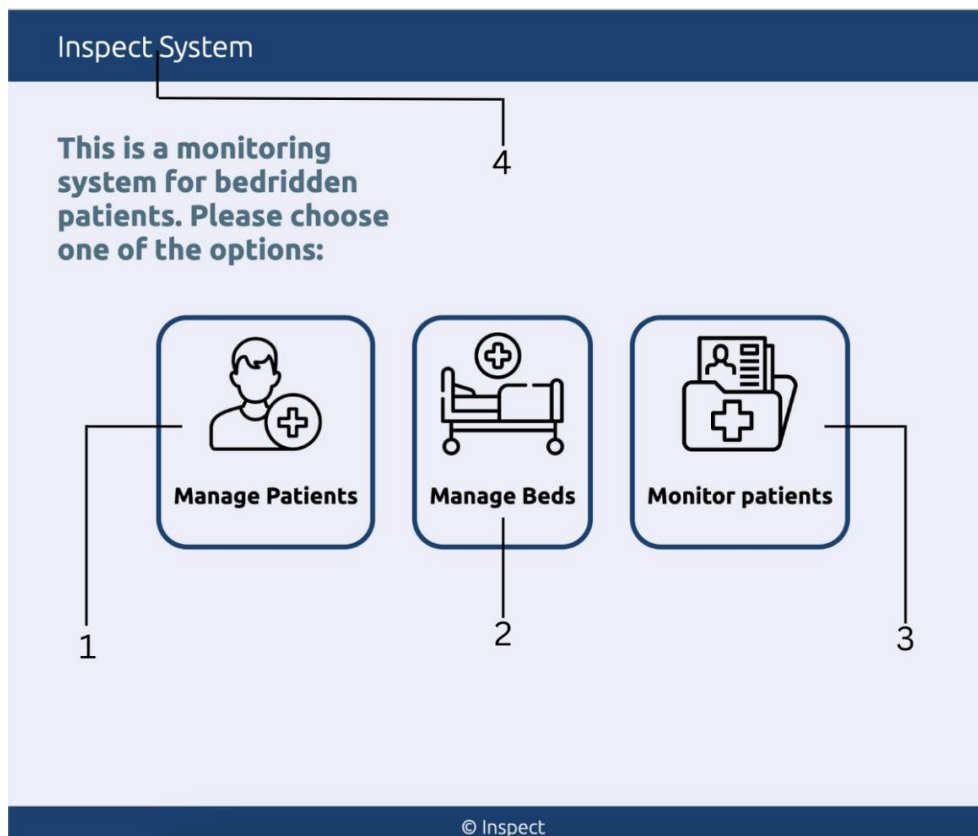 Inspect System
4
This is a monitoring
system for bedridden
patients. Please choose
one of the options:
Manage Patients
Manage Beds
Monitor patients
1
2
3
© Inspect